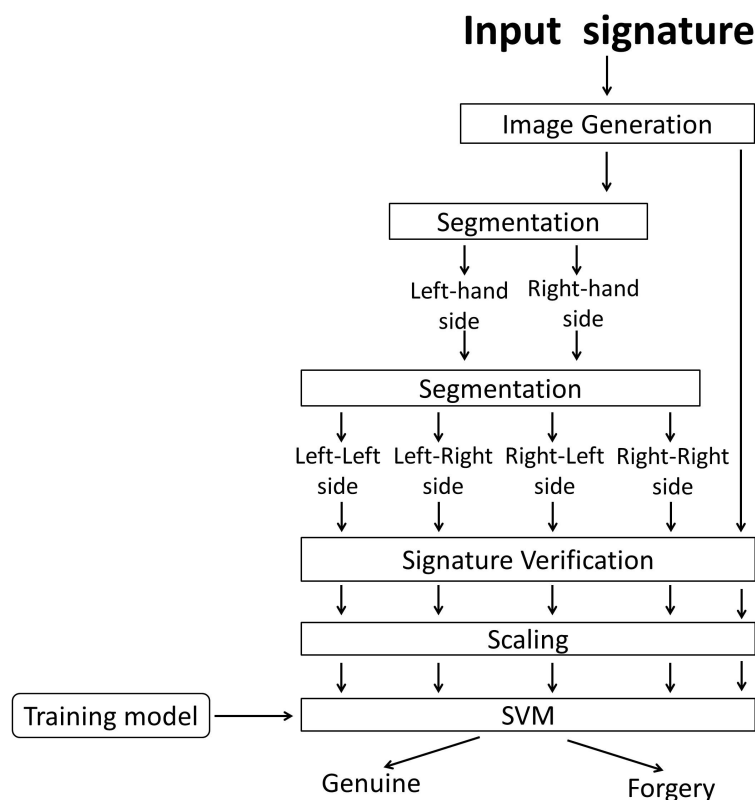 Input signature
Image Generation
Segmentation
Left-hand side
Right-hand side
Segmentation
Left-Left side
Left-Right side
Right-Left side
Right-Right side
Signature Verification
Scaling
Training model
SVM
Genuine
Forgery